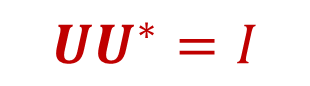 UU* = I